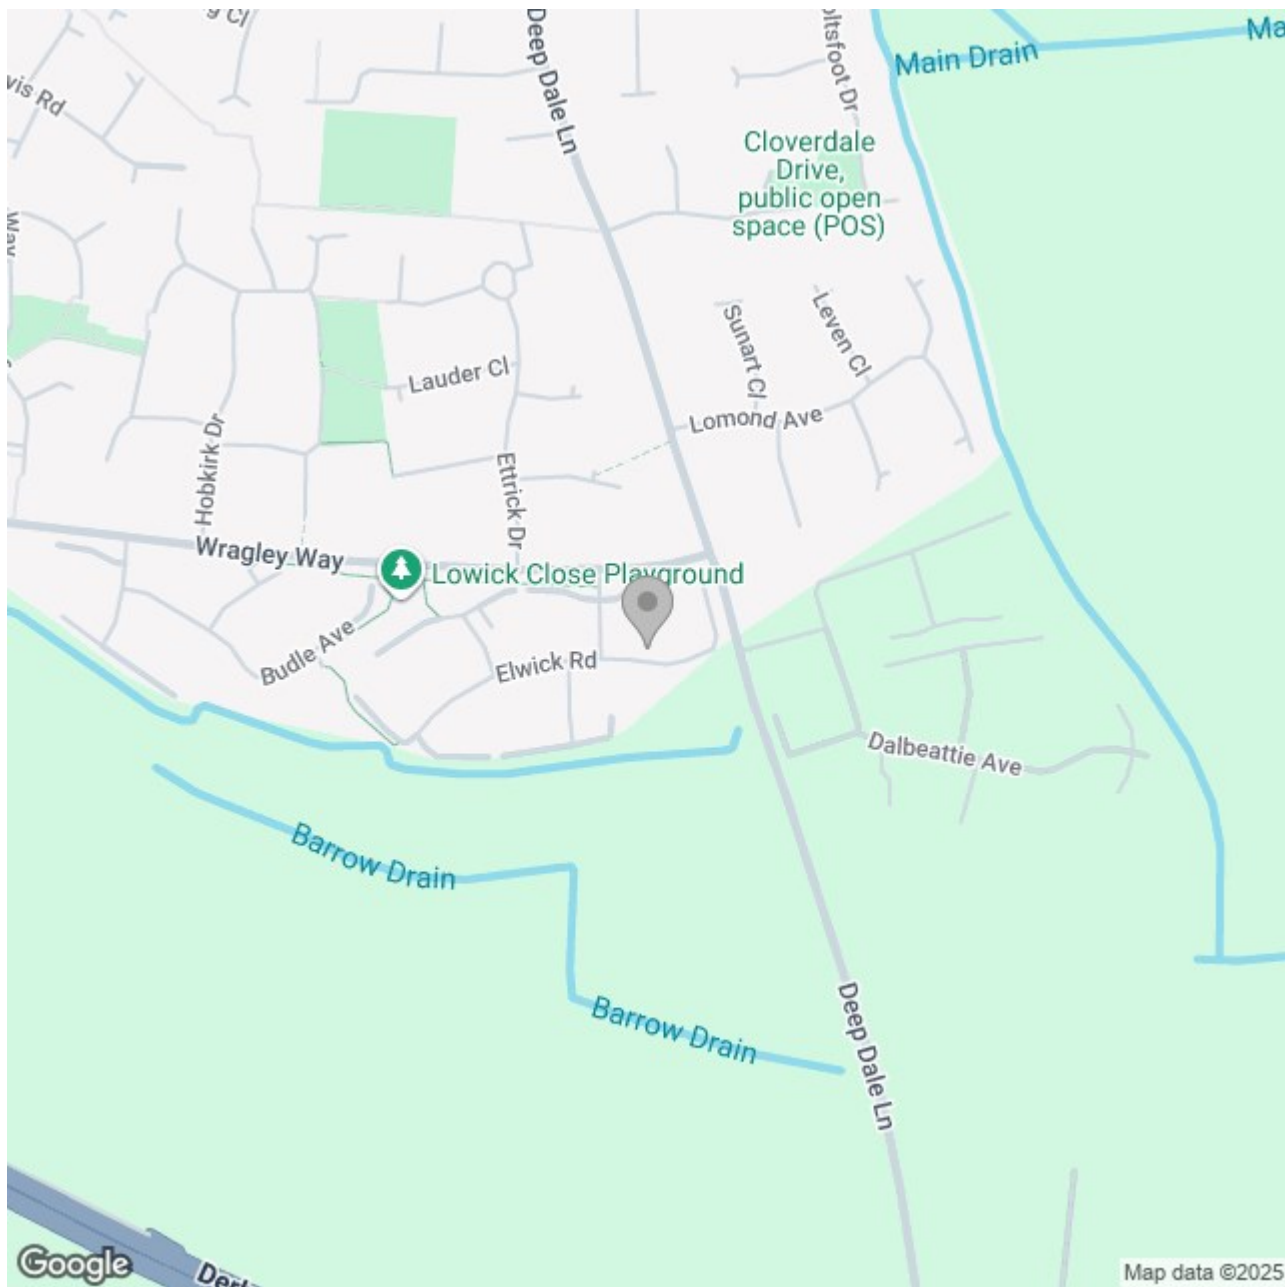 Deep Dale Ln
Main Drain
Cloverdale
Drive,
public open
space (POS)
Way
Sunart Cl
Leven Cl
Lauder Cl
Lomond Ave
Hobkirk Dr
Ettrick Dr
Wragley Way
Lowick Close Playground
Budle Ave
Elwick Rd
Dalbeattie Ave
Barrow Drain
Barrow Drain
Deep Dale Ln
Google
Map data ©2025